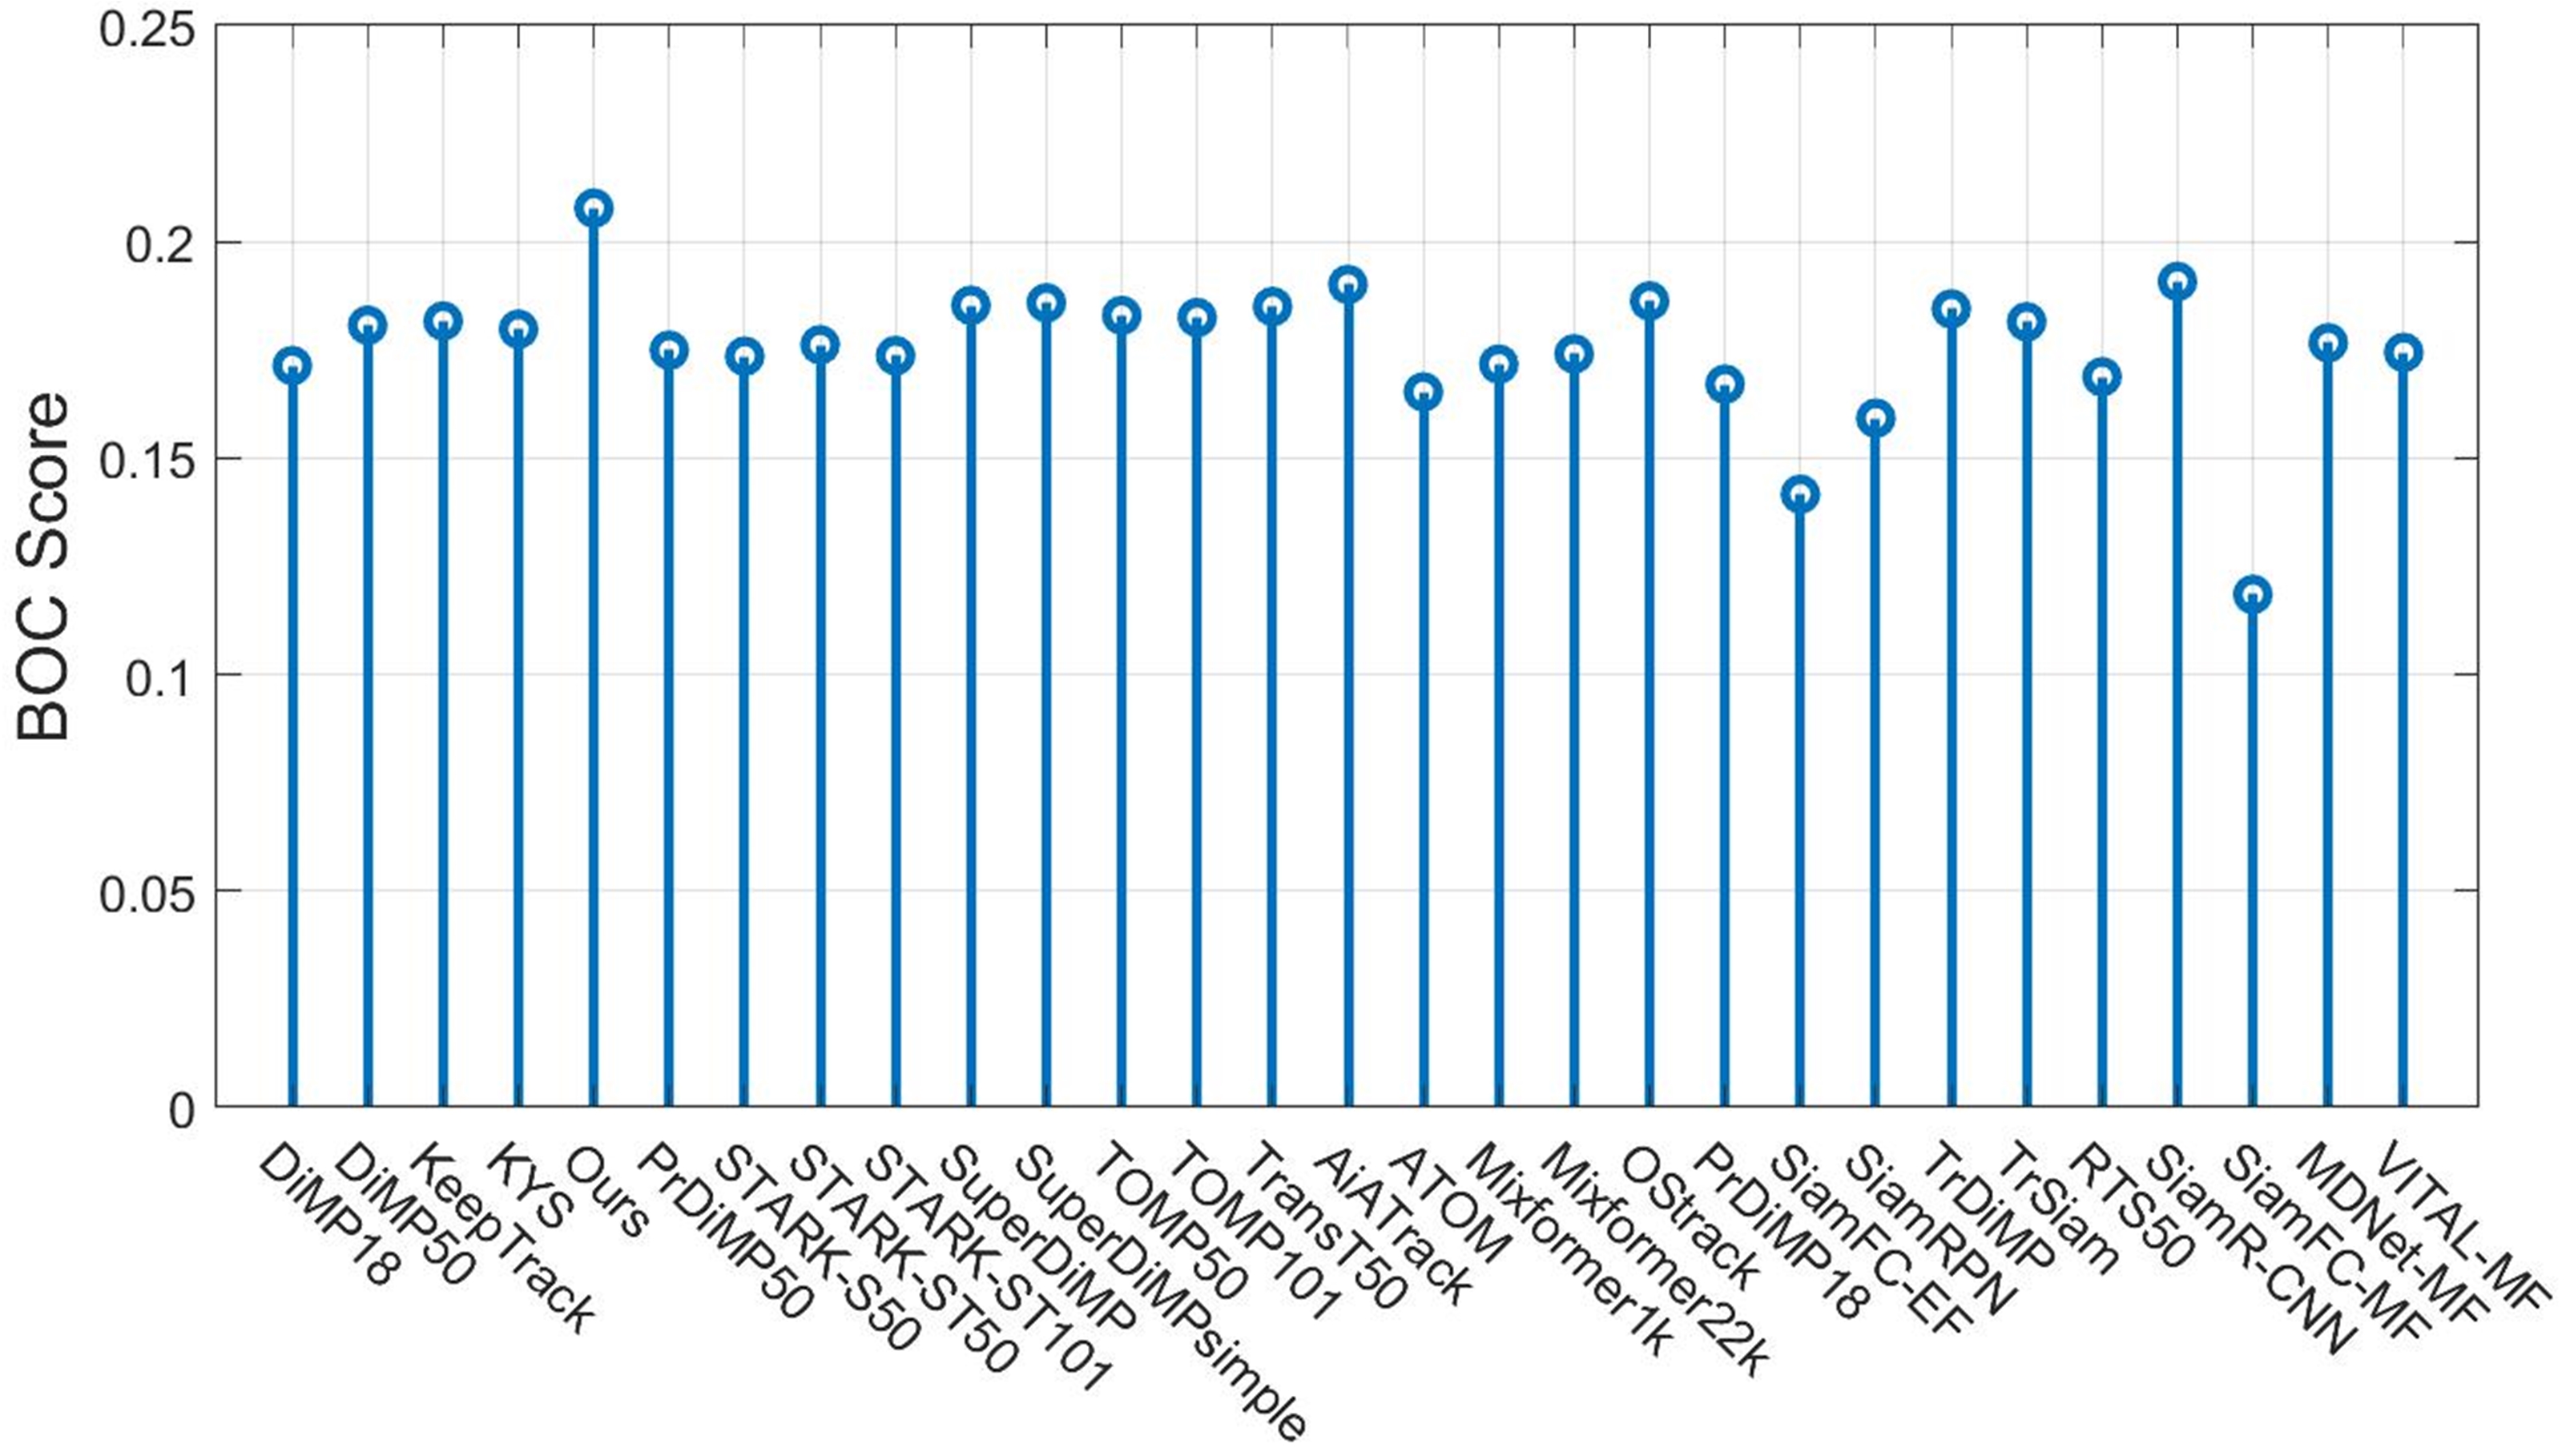 0.25
0.2
0.15
0.1
0.05
0
BOC Score
DiMP18
DiMP50
KeepTrack
KYS
Ours
PrDiMP50
STARK-S50
STARK-ST50
STARK-ST101
SuperDiMP
SuperDiMPsimple
TOMP50
TOMP101
TransT50
AiATrack
ATOM
Mixformer1k
Mixformer22k
OStrack
PrDiMP18
SiamFC-EF
SiamRPN
TrDiMP
TrSiam
RTS50
SiamR-CNN
SiamFC-MF
MDNet-MF
VITAL-MF